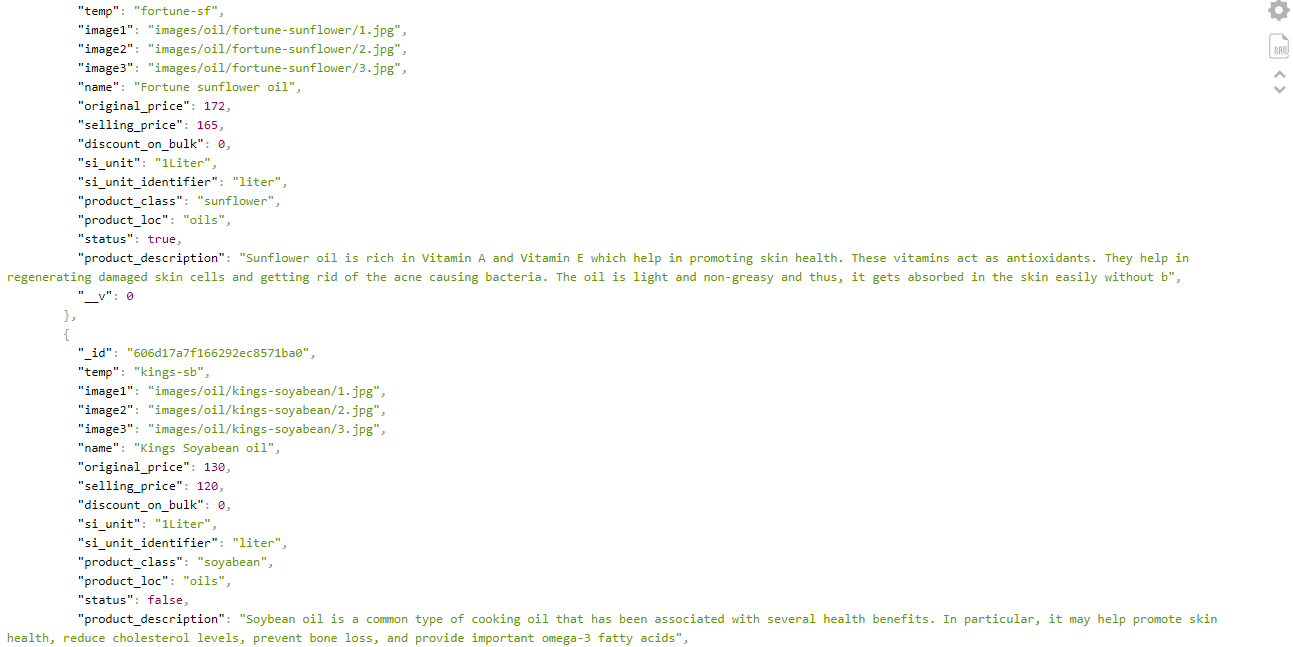 "temp": "fortune-sf",
"image1": "images/oil/fortune-sunflower/1.jpg",
"image2": "images/oil/fortune-sunflower/2.jpg",
"image3": "images/oil/fortune-sunflower/3.jpg",
"name": "Fortune sunflower oil",
"original_price": 172,
"selling_price": 165,
"discount_on_bulk": 0,
"si_unit": "1Liter",
"si_unit_identifier": "liter",
"product_class": "sunflower",
"product_loc": "oils",
"status": true,
"product_description": "Sunflower oil is rich in Vitamin A and Vitamin E which help in promoting skin health. These vitamins act as antioxidants. They help in
regenerating damaged skin cells and getting rid of the acne causing bacteria. The oil is light and non-greasy and thus, it gets absorbed in the skin easily without b",
"__v": 0
},
{
"_id": "606d17a7f166292ec8571ba0",
"temp": "kings-sb",
"image1": "images/oil/kings-soyabean/1.jpg",
"image2": "images/oil/kings-soyabean/2.jpg",
"image3": "images/oil/kings-soyabean/3.jpg",
"name": "Kings Soyabean oil",
"original_price": 130,
"selling_price": 120,
"discount_on_bulk": 0,
"si_unit": "1Liter",
"si_unit_identifier": "liter",
"product_class": "soyabean",
"product_loc": "oils",
"status": false,
"product_description": "Soybean oil is a common type of cooking oil that has been associated with several health benefits. In particular, it may help promote skin
health, reduce cholesterol levels, prevent bone loss, and provide important omega-3 fatty acids",
RAW